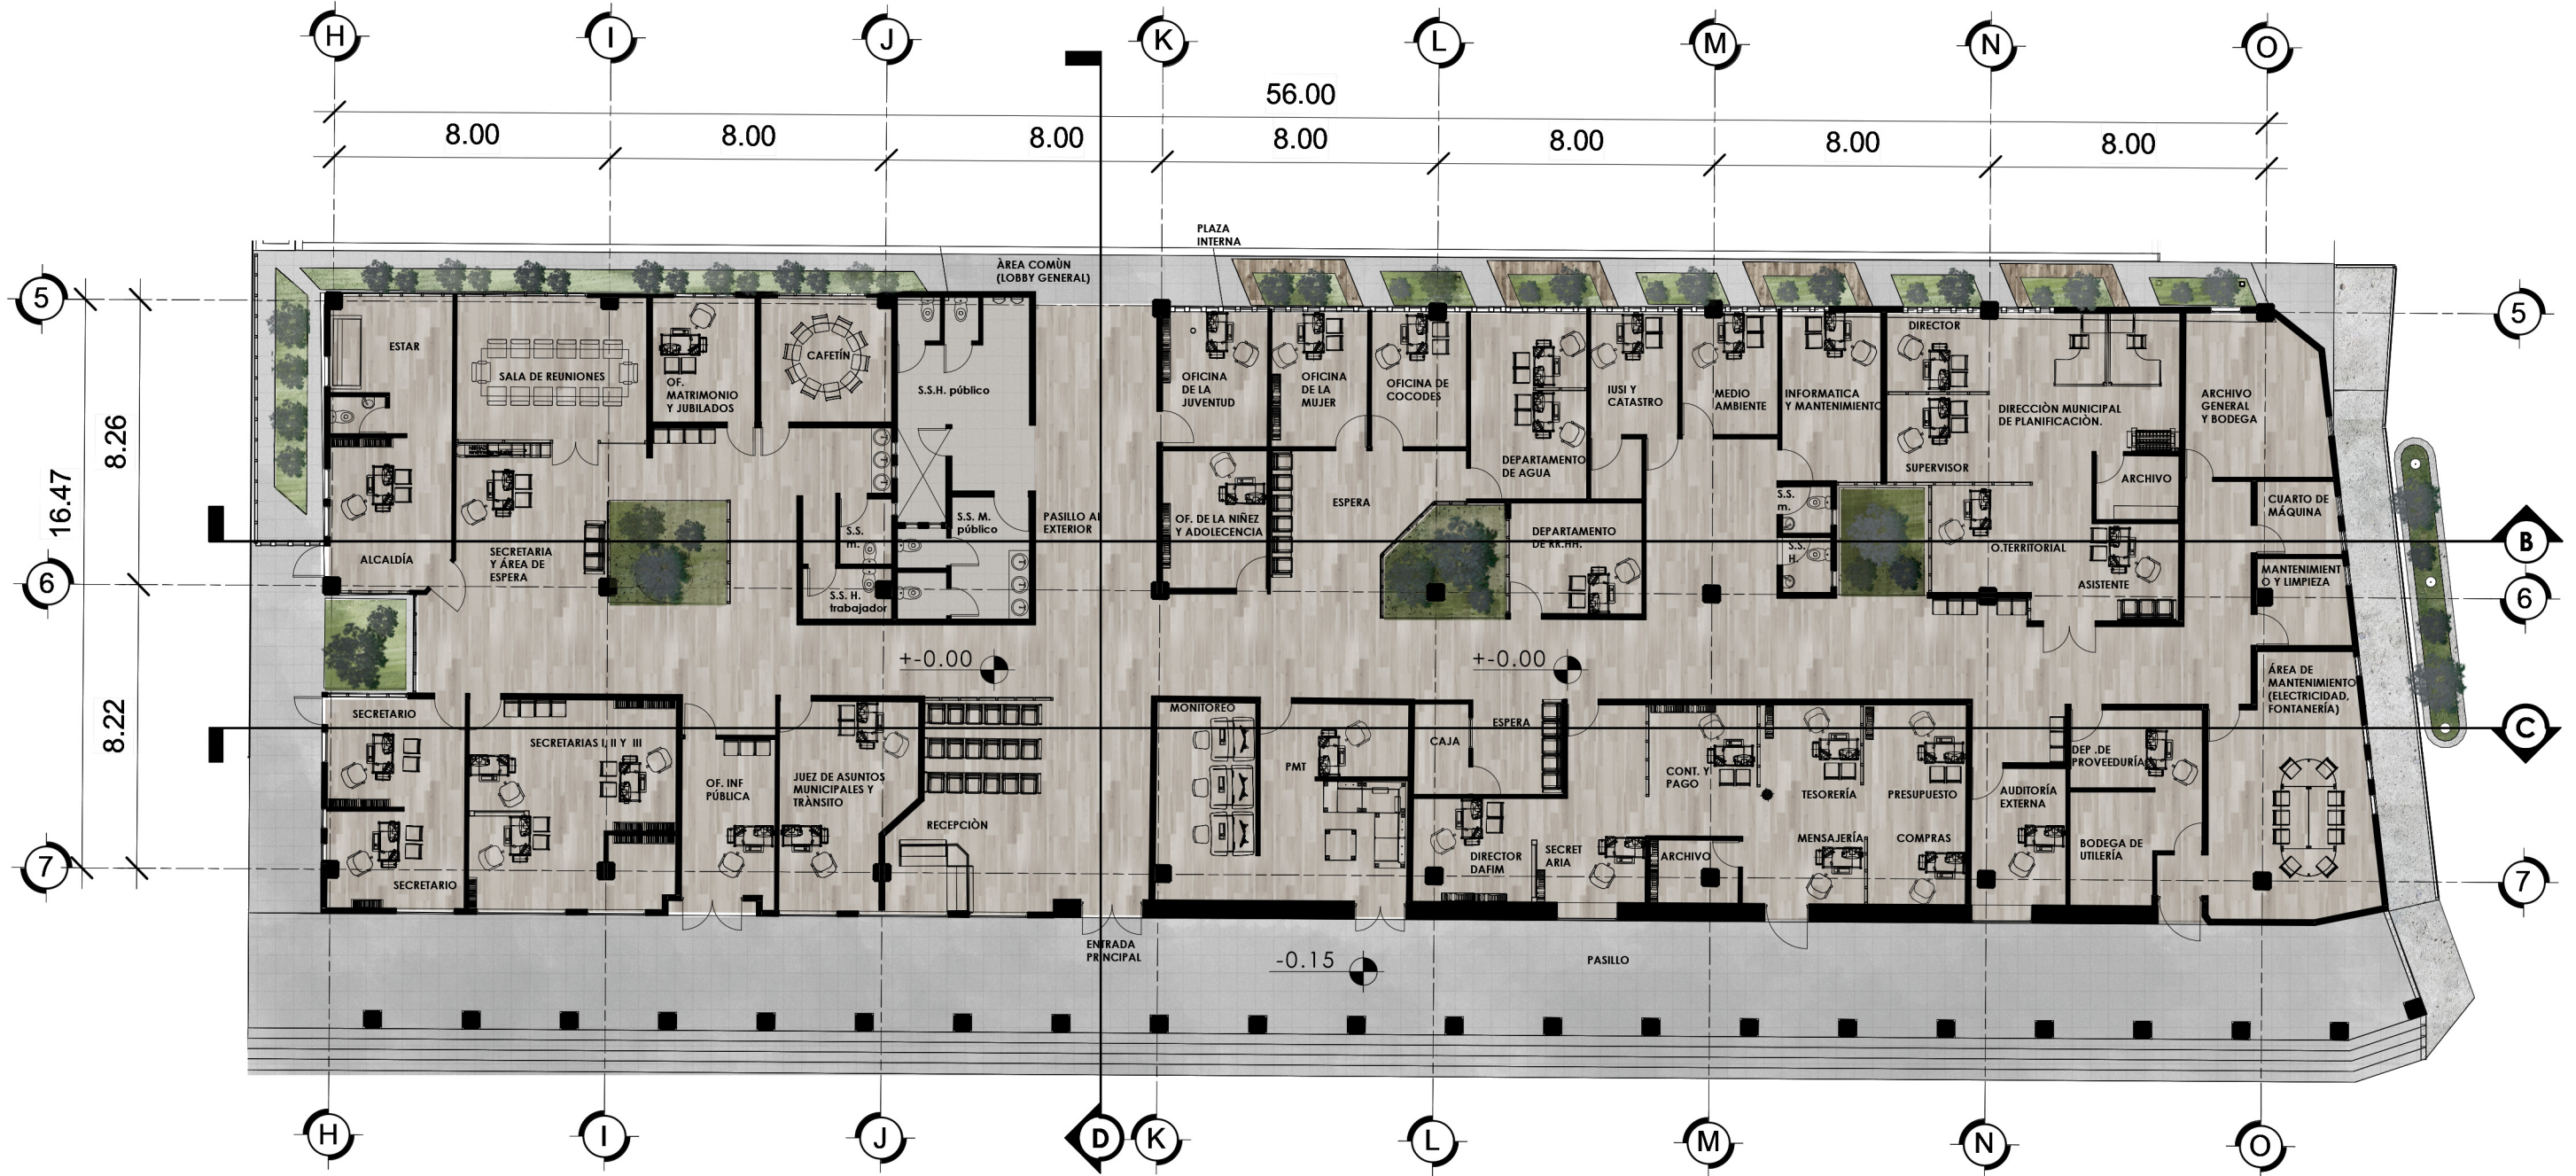 H I J K L M N O
56.00
8.00 8.00 8.00 8.00 8.00 8.00 8.00
PLAZA
INTERNA
ÀREA COMÙN
(LOBBY GENERAL)
5 5
8.26
16.47
8.22
ESTAR
SALA DE REUNIONES
OF.
MATRIMONIO
Y JUBILADOS
CAFETÍN
S.S.H. público
OFICINA
DE LA
JUVENTUD
OFICINA
DE LA
MUJER
OFICINA DE
COCODES
DEPARTAMENTO
DE AGUA
IUSI Y
CATASTRO
MEDIO
AMBIENTE
INFORMATICA
Y MANTENIMIENTO
DIRECTOR
SUPERVISOR
DIRECCIÒN MUNICIPAL
DE PLANIFICACIÒN.
ARCHIVO
ARCHIVO
GENERAL
Y BODEGA
CUARTO DE
MÁQUINA
ALCALDÍA
SECRETARIA
Y ÁREA DE
ESPERA
S.S.
m.
S.S. H.
trabajador
S.S. M.
público
PASILLO AL
EXTERIOR
OF. DE LA NIÑEZ
Y ADOLECENCIA
ESPERA
DEPARTAMENTO
DE RR.HH.
S.S.
m.
S.S.
H.
O.TERRITORIAL
ASISTENTE
MANTENIMIENT
O Y LIMPIEZA
B
6 6
+-0.00 +-0.00
ÁREA DE
MANTENIMIENTO
(ELECTRICIDAD,
FONTANERÍA)
C
SECRETARIO
SECRETARIAS I, II Y III
OF. INF
PÚBLICA
JUEZ DE ASUNTOS
MUNICIPALES Y
TRÀNSITO
RECEPCIÒN
MONITOREO
PMT
CAJA
ESPERA
CONT. Y
PAGO
TESORERÍA
PRESUPUESTO
AUDITORÍA
EXTERNA
DEP .DE
PROVEEDURÍA
SECRETARIO
DIRECTOR
DAFIM
SECRET
ARIA
ARCHIVO
MENSAJERÍA
COMPRAS
BODEGA DE
UTILERÍA
7 7
ENTRADA
PRINCIPAL
-0.15
PASILLO
H I J D K L M N O